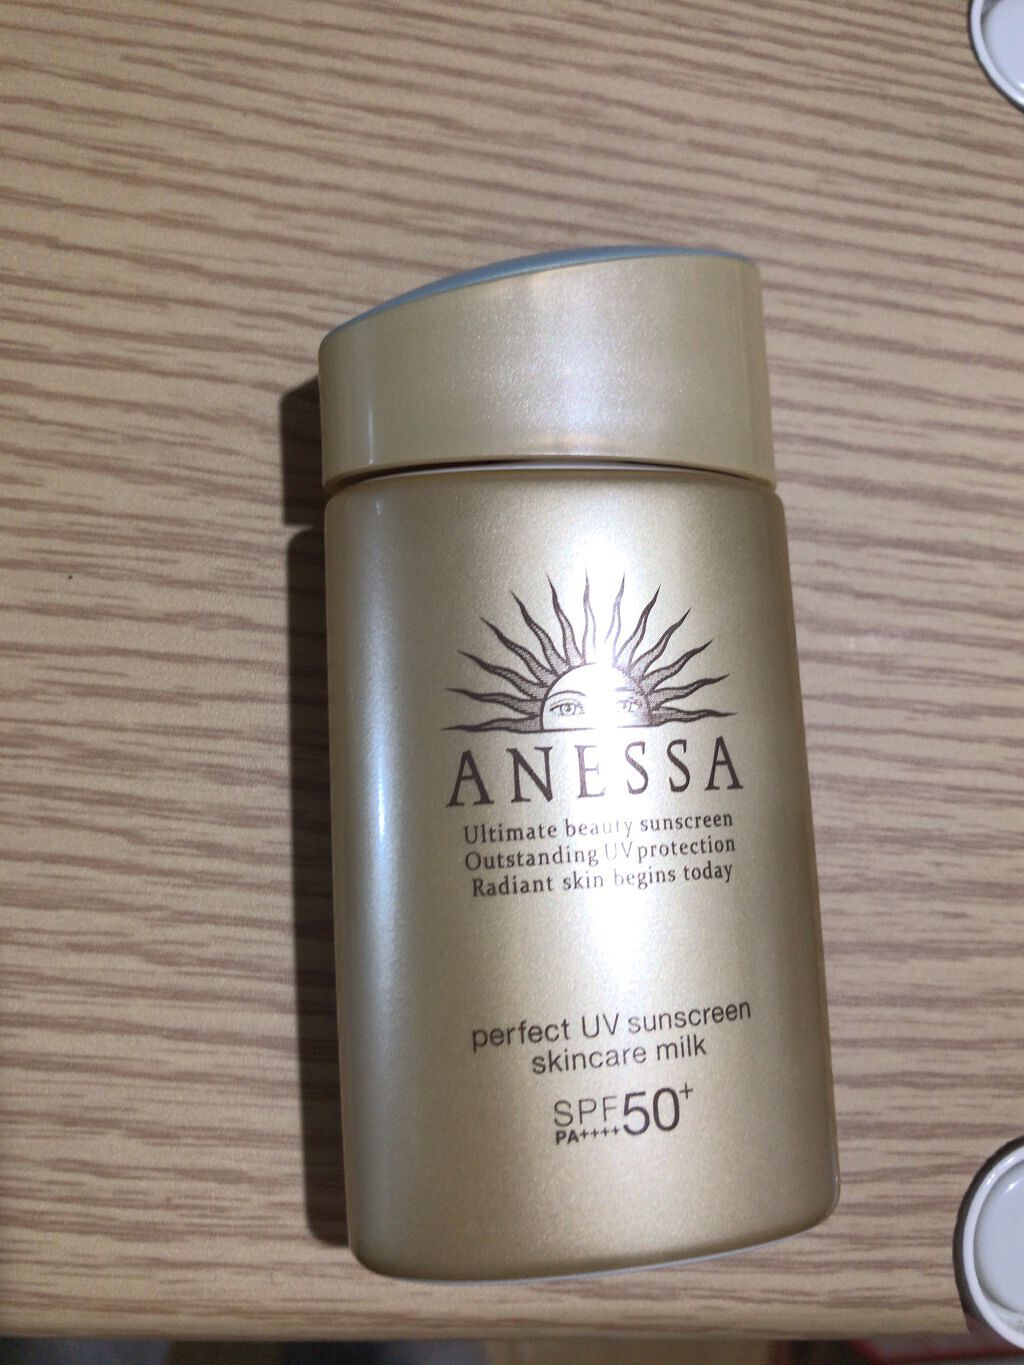 ANESSA
Ultimate beauty sunscreen
Outstanding UV protection
Radiant skin begins today
perfect UV sunscreen
skincare milk
SPF50+
PA++++